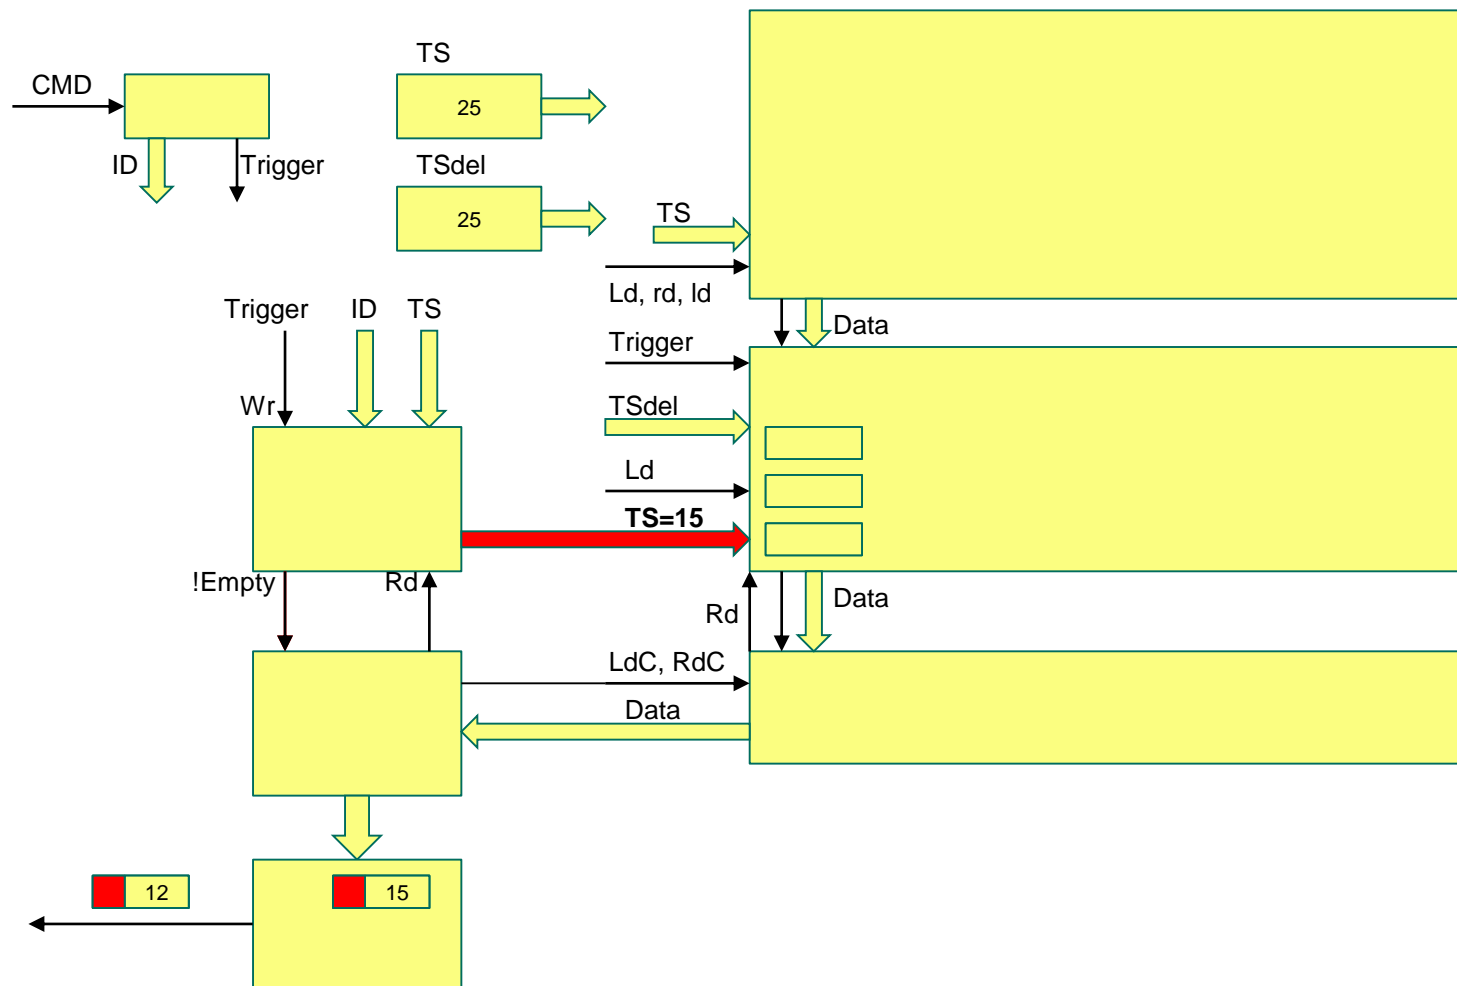 TS
CMD
25
ID
Trigger
TSdel
25
TS
Ld, rd, ld
Trigger
ID
TS
Data
Trigger
Wr
TSdel
Ld
TS=15
!Empty
Rd
Rd
Data
LdC, RdC
Data
12
15